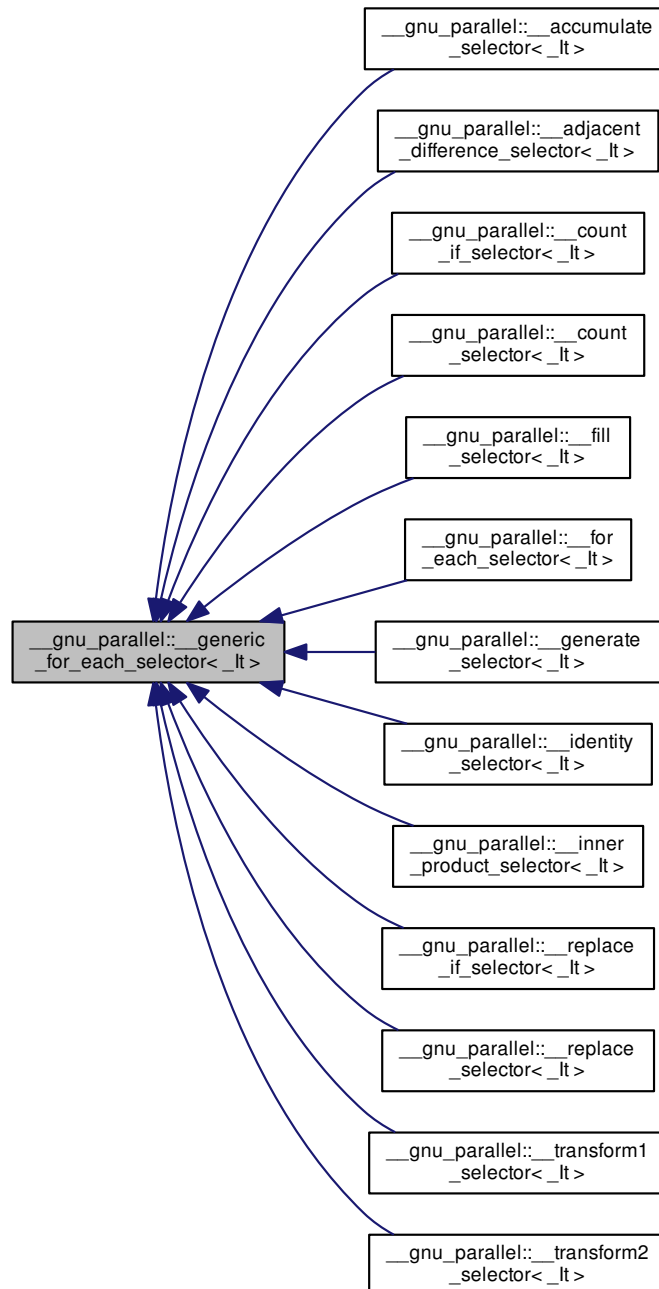 __gnu_parallel::__accumulate
_selector< _It >
__gnu_parallel::__adjacent
_difference_selector< _It >
__gnu_parallel::__count
_if_selector< _It >
__gnu_parallel::__count
_selector< _It >
__gnu_parallel::__fill
_selector< _It >
__gnu_parallel::__for
_each_selector< _It >
__gnu_parallel::__generic
_for_each_selector< _It >
__gnu_parallel::__generate
_selector< _It >
__gnu_parallel::__identity
_selector< _It >
__gnu_parallel::__inner
_product_selector< _It >
__gnu_parallel::__replace
_if_selector< _It >
__gnu_parallel::__replace
_selector< _It >
__gnu_parallel::__transform1
_selector< _It >
__gnu_parallel::__transform2
_selector< _It >